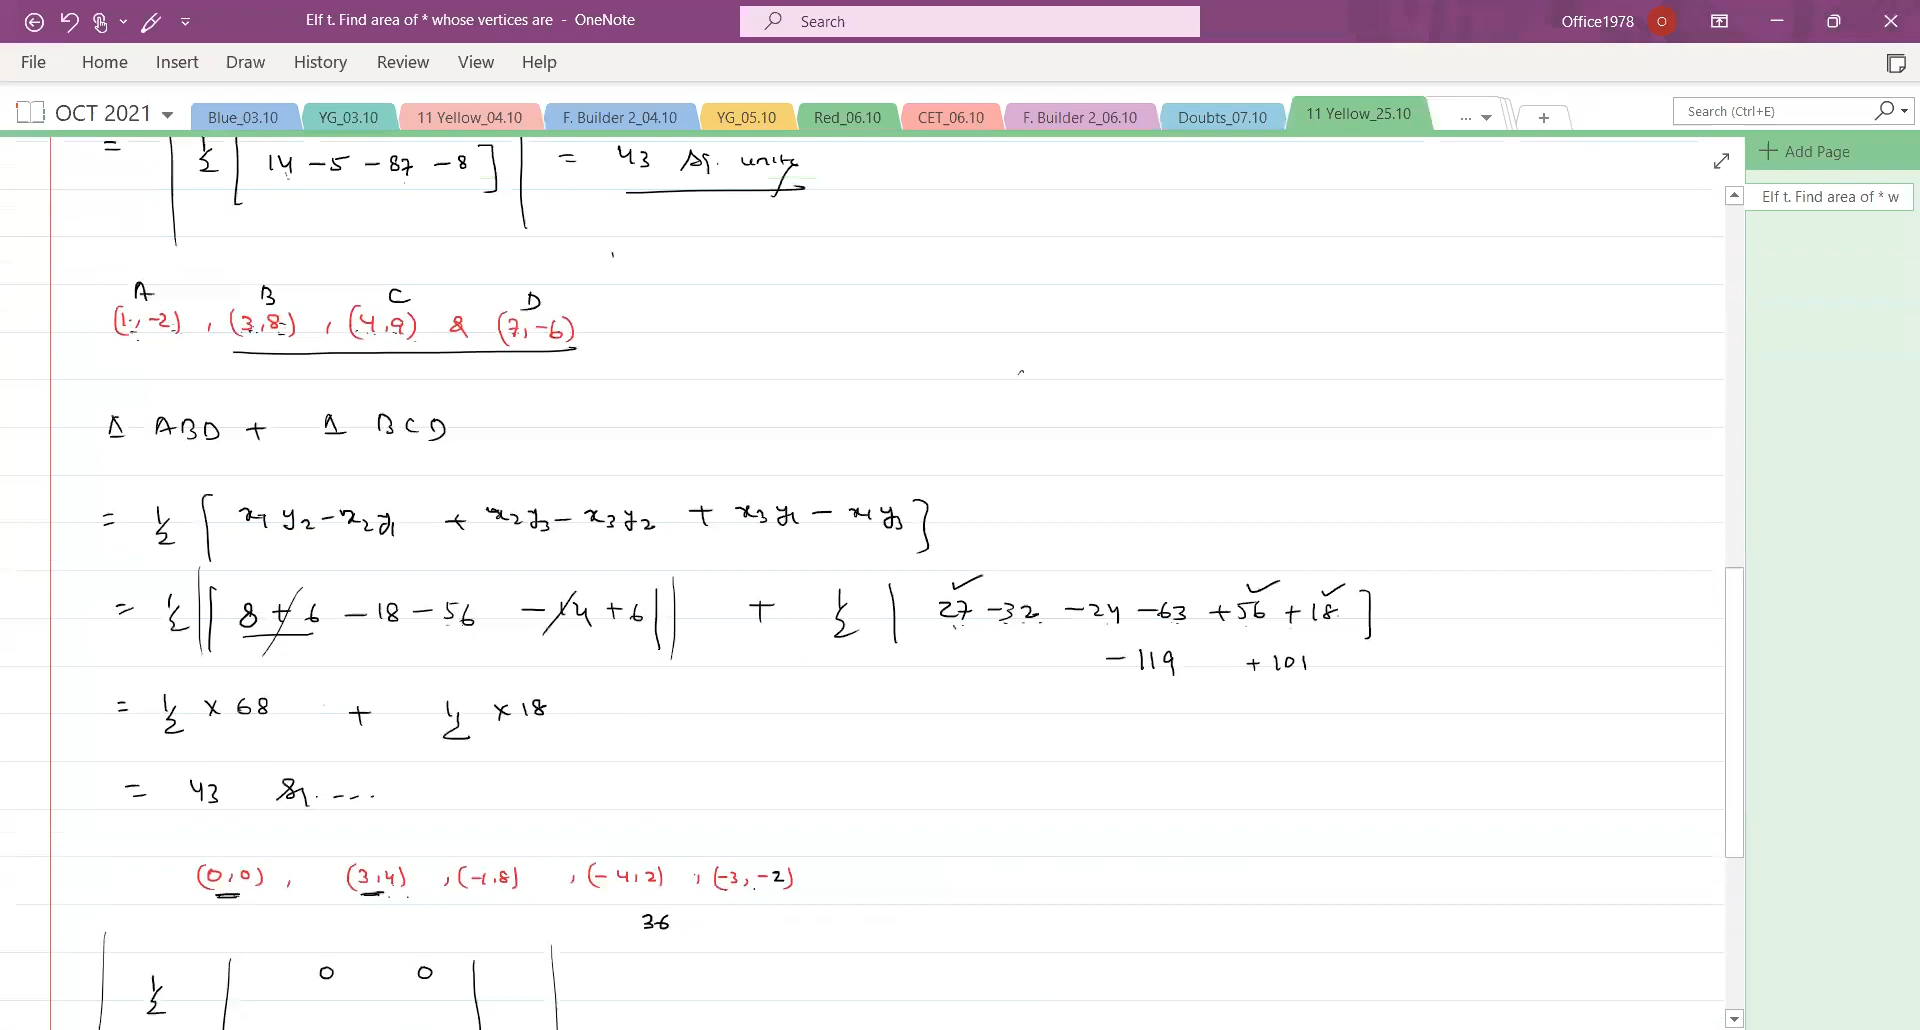 Elf t. Find area of * whose vertices are - OneNote
Search
Office1978
O
File Home Insert Draw History Review View Help
OCT 2021
Blue_03.10 YG_03.10 11 Yellow_04.10 F. Builder 2_04.10 YG_05.10 Red_06.10 CET_06.10 F. Builder 2_06.10 Doubts_07.10 11 Yellow_25.10 ... +
Search (Ctrl+E)
+ Add Page
Elf t. Find area of * w
= | 1/2 [ 14 - 5 - 87 - 8 ] | = 43 sq. units
A B C D
(1, -2) , (3,8) , (4,9) & (7, -6)
Δ ABD + Δ BCD
= 1/2 [ x1 y2 - x2 y1 + x2 y3 - x3 y2 + x3 y1 - x1 y3 ]
= 1/2 | [ 8 + 6 - 18 - 56 - 14 + 6 ] | + 1/2 [ 27 - 32 - 24 - 63 + 56 + 18 ]
- 119 + 101
= 1/2 × 68 + 1/2 × 18
= 43 Sq. ...
(0,0) , (3,4) , (-1,8) , (-4,2) , (-3, -2)
36
1/2 | 0 0 |